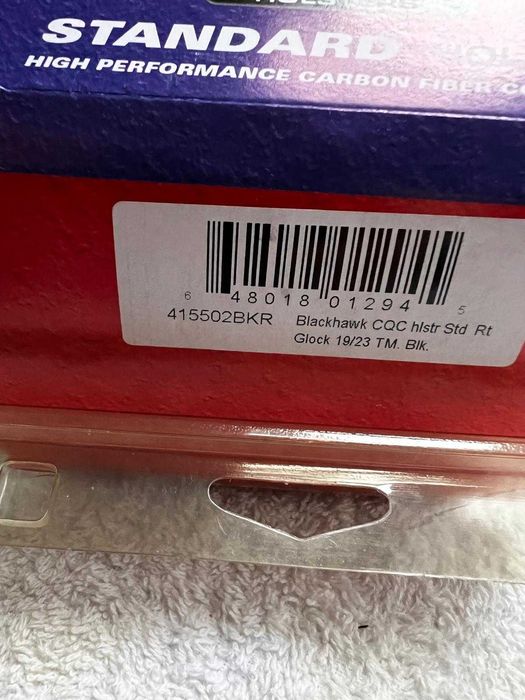 STANDARD
HIGH PERFORMANCE CARBON FIBER
6 48018 01294 5
415502BKR Blackhawk CQC hlstr Std Rt
Glock 19/23 TM. Blk.